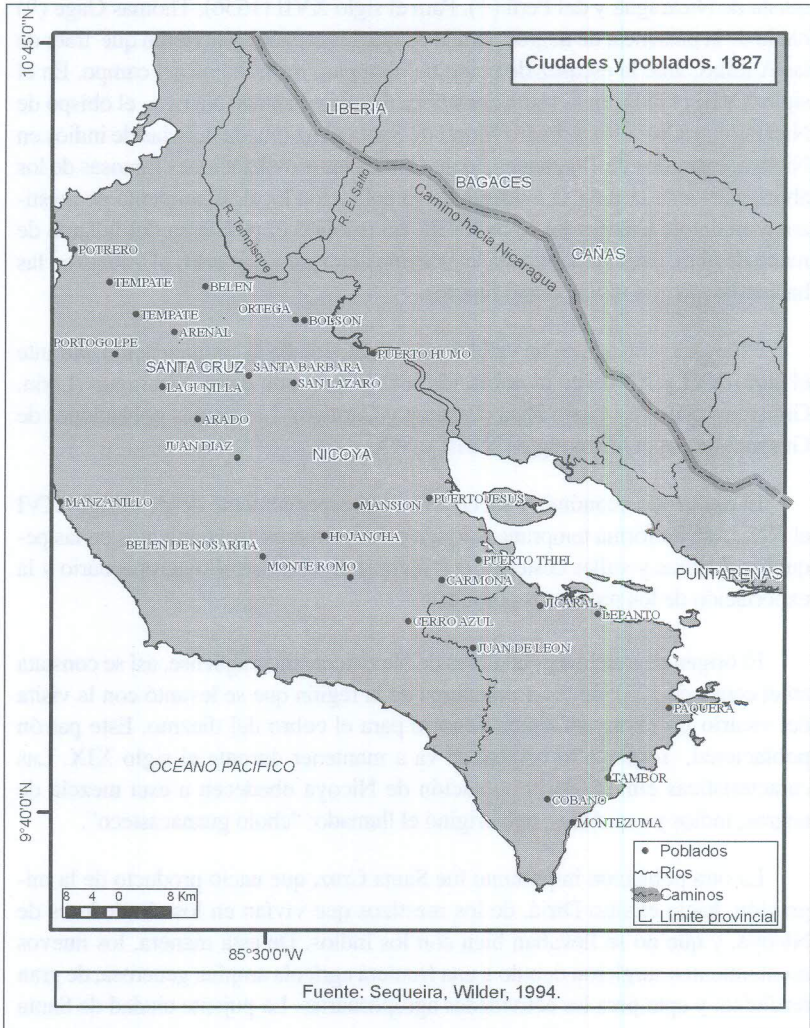 Ciudades y poblados. 1827
10°45'0"N
LIBERIA
R. Tempisque
R. El Salto
BAGACES
Camino hacia Nicaragua
CAÑAS
POTRERO
TEMPATE
BELEN
TEMPATE
ORTEGA
BOLSON
ARENAL
PORTOGOLPE
PUERTO HUMO
SANTA CRUZ
SANTA BARBARA
LAGUNILLA
SAN LAZARO
ARADO
JUAN DIAZ
NICOYA
MANZANILLO
MANSION
PUERTO JESUS
HOJANCHA
BELEN DE NOSARITA
PUERTO THIEL
MONTE ROMO
CARMONA
PUNTARENAS
JICARAL
LEPANTO
CERRO AZUL
JUAN DE LEON
PAQUERA
OCÉANO PACIFICO
TAMBOR
COBANO
MONTEZUMA
9°40'0"N
Poblados
Ríos
Camino
Límite provincial
8 4 0 8 Km
85°30'0"W
Fuente: Sequeira, Wilder, 1994.